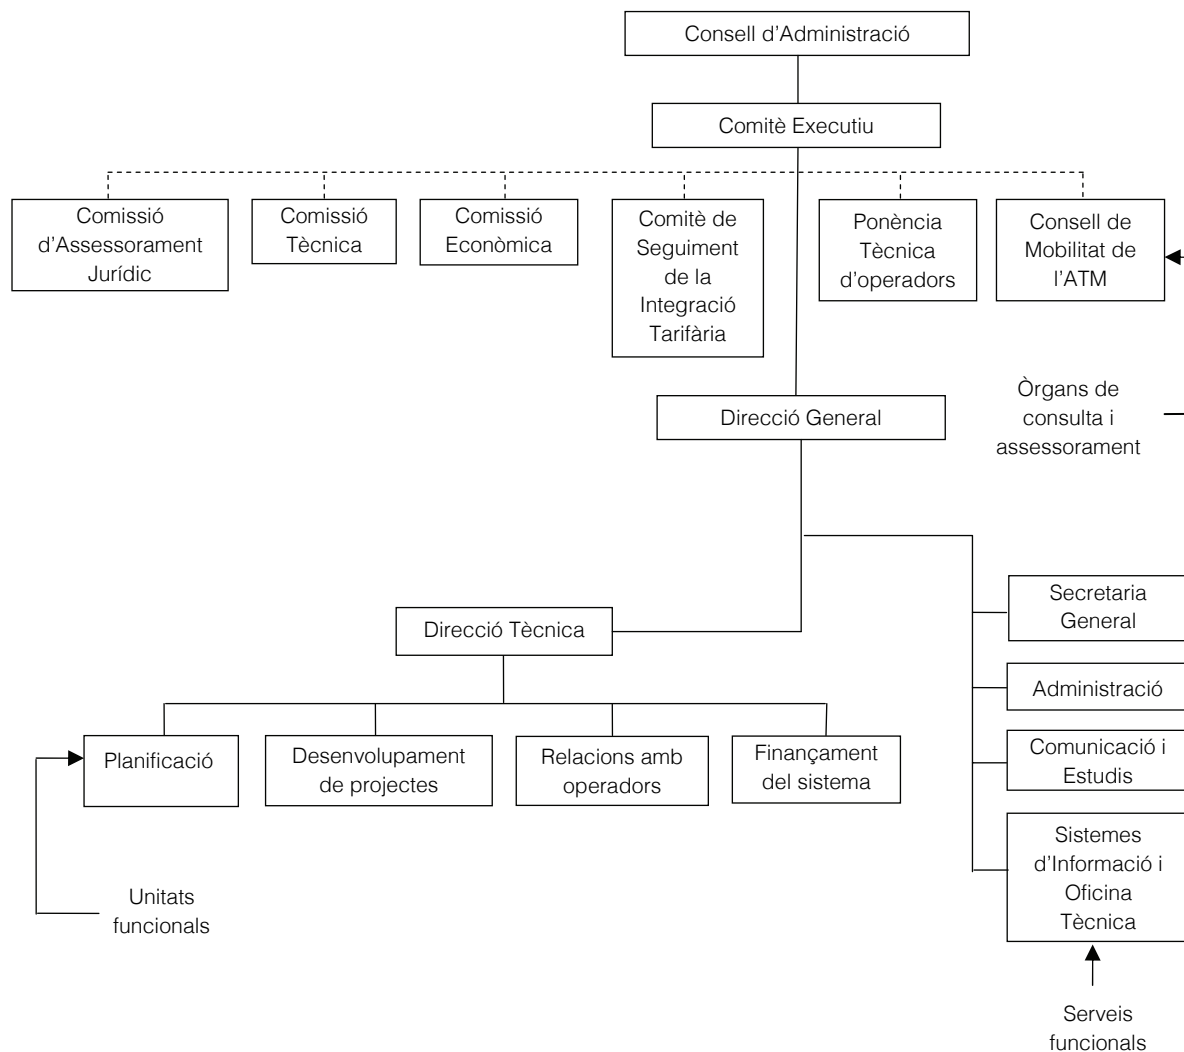 Consell d'Administració
Comitè Executiu
Comissió
d'Assessorament
Jurídic
Comissió
Tècnica
Comissió
Econòmica
Comitè de
Seguiment
de la
Integració
Tarifària
Ponència
Tècnica
d'operadors
Consell de
Mobilitat de
l'ATM
Direcció General
Òrgans de
consulta i
assessorament
Secretaria
General
Direcció Tècnica
Administració
Planificació
Desenvolupament
de projectes
Relacions amb
operadors
Finançament
del sistema
Comunicació i
Estudis
Sistemes
d'Informació i
Oficina
Tècnica
Unitats
funcionals
Serveis
funcionals